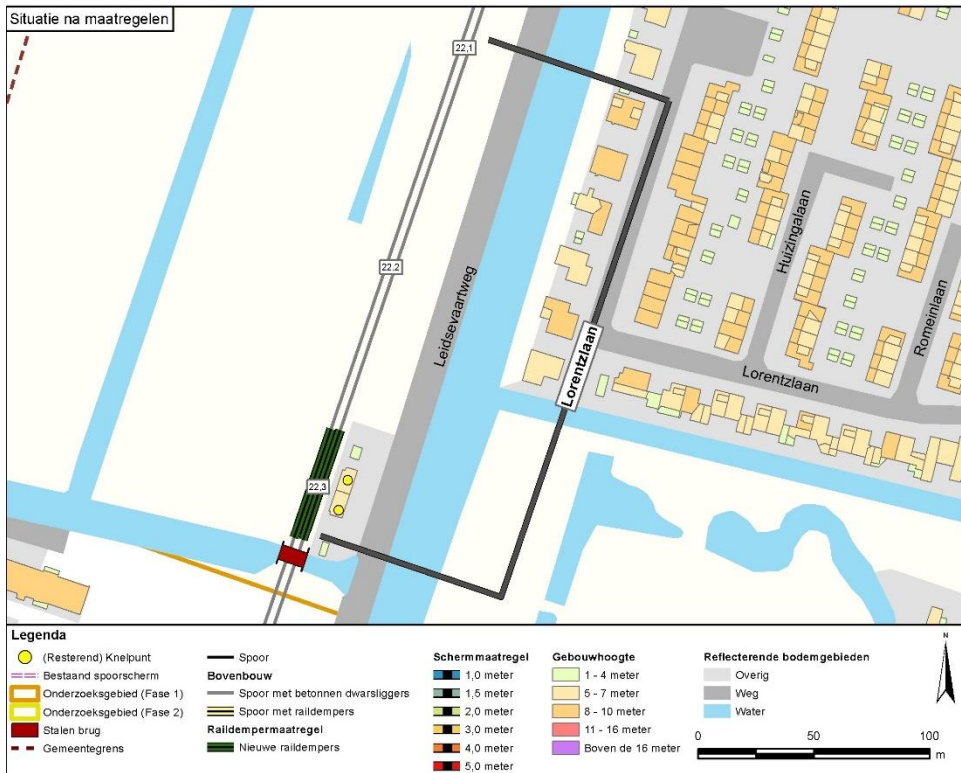 Situatie na maatregelen
22,1
22,2
22,3
Leidsevaartweg
Lorentzlaan
Huizingalaan
Romeinlaan
Lorentzlaan
Legenda
(Resterend) Knelpunt
Bestaand spoorscherm
Onderzoeksgebied (Fase 1)
Onderzoeksgebied (Fase 2)
Stalen brug
Gemeentegrens
Spoor
Bovenbouw
Spoor met betonnen dwarsliggers
Spoor met raildempers
Raildempermaatregel
Nieuwe raildempers
Schermmaatregel
1,0 meter
1,5 meter
2,0 meter
3,0 meter
4,0 meter
5,0 meter
Gebouwhoogte
1 - 4 meter
5 - 7 meter
8 - 10 meter
11 - 16 meter
Boven de 16 meter
Reflecterende bodemgebieden
Overig
Weg
Water
N
0 50 100
m